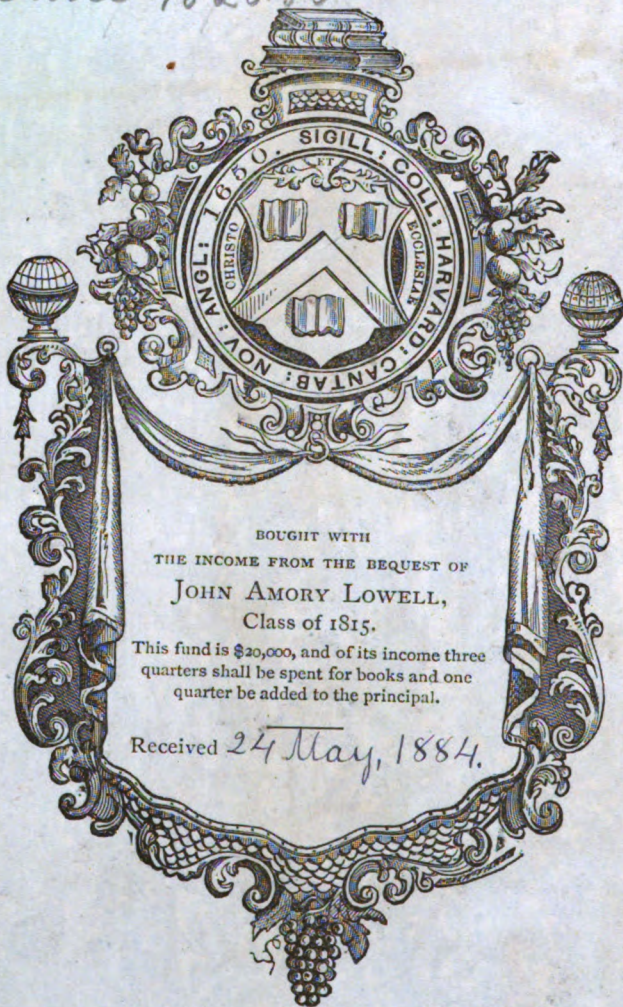 SIGILL: COLL: HARVARD: CANTAB: NOV: ANGL: 1650.
CHRISTO ET ECCLESIAE
BOUGHT WITH
THE INCOME FROM THE BEQUEST OF
JOHN AMORY LOWELL,
Class of 1815.
This fund is $20,000, and of its income three
quarters shall be spent for books and one
quarter be added to the principal.
Received 24 May, 1884.